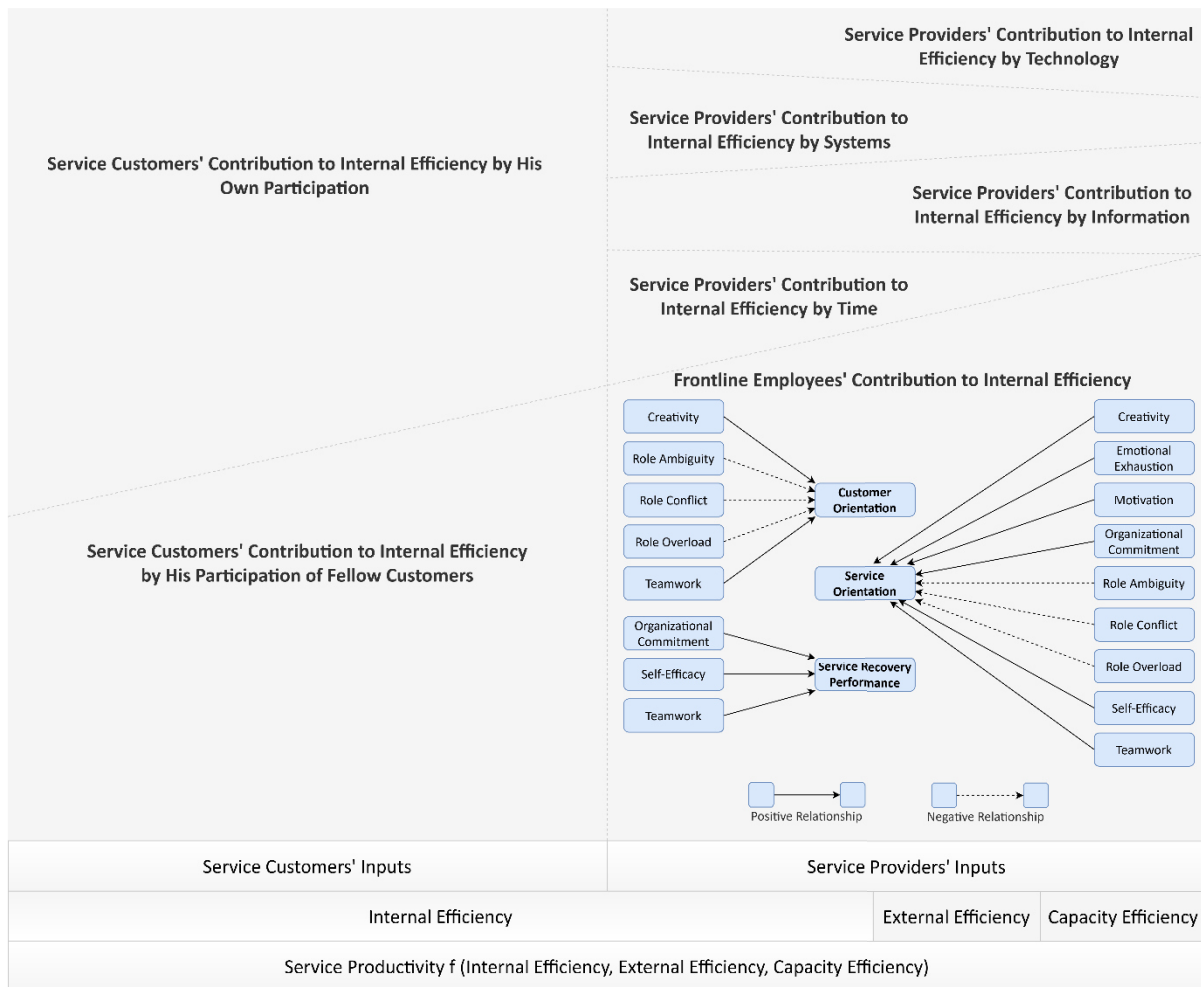 Service Providers' Contribution to Internal
Efficiency by Technology
Service Providers' Contribution to
Internal Efficiency by Systems
Service Customers' Contribution to Internal Efficiency by His
Own Participation
Service Providers' Contribution to
Internal Efficiency by Information
Service Providers' Contribution to
Internal Efficiency by Time
Frontline Employees' Contribution to Internal Efficiency
Creativity
Role Ambiguity
Role Conflict
Role Overload
Teamwork
Customer
Orientation
Organizational
Commitment
Self-Efficacy
Teamwork
Service Recovery
Performance
Service
Orientation
Creativity
Emotional
Exhaustion
Motivation
Organizational
Commitment
Role Ambiguity
Role Conflict
Role Overload
Self-Efficacy
Teamwork
Service Customers' Contribution to Internal Efficiency
by His Participation of Fellow Customers
Positive Relationship
Negative Relationship
Service Customers' Inputs
Service Providers' Inputs
Internal Efficiency
External Efficiency
Capacity Efficiency
Service Productivity f (Internal Efficiency, External Efficiency, Capacity Efficiency)